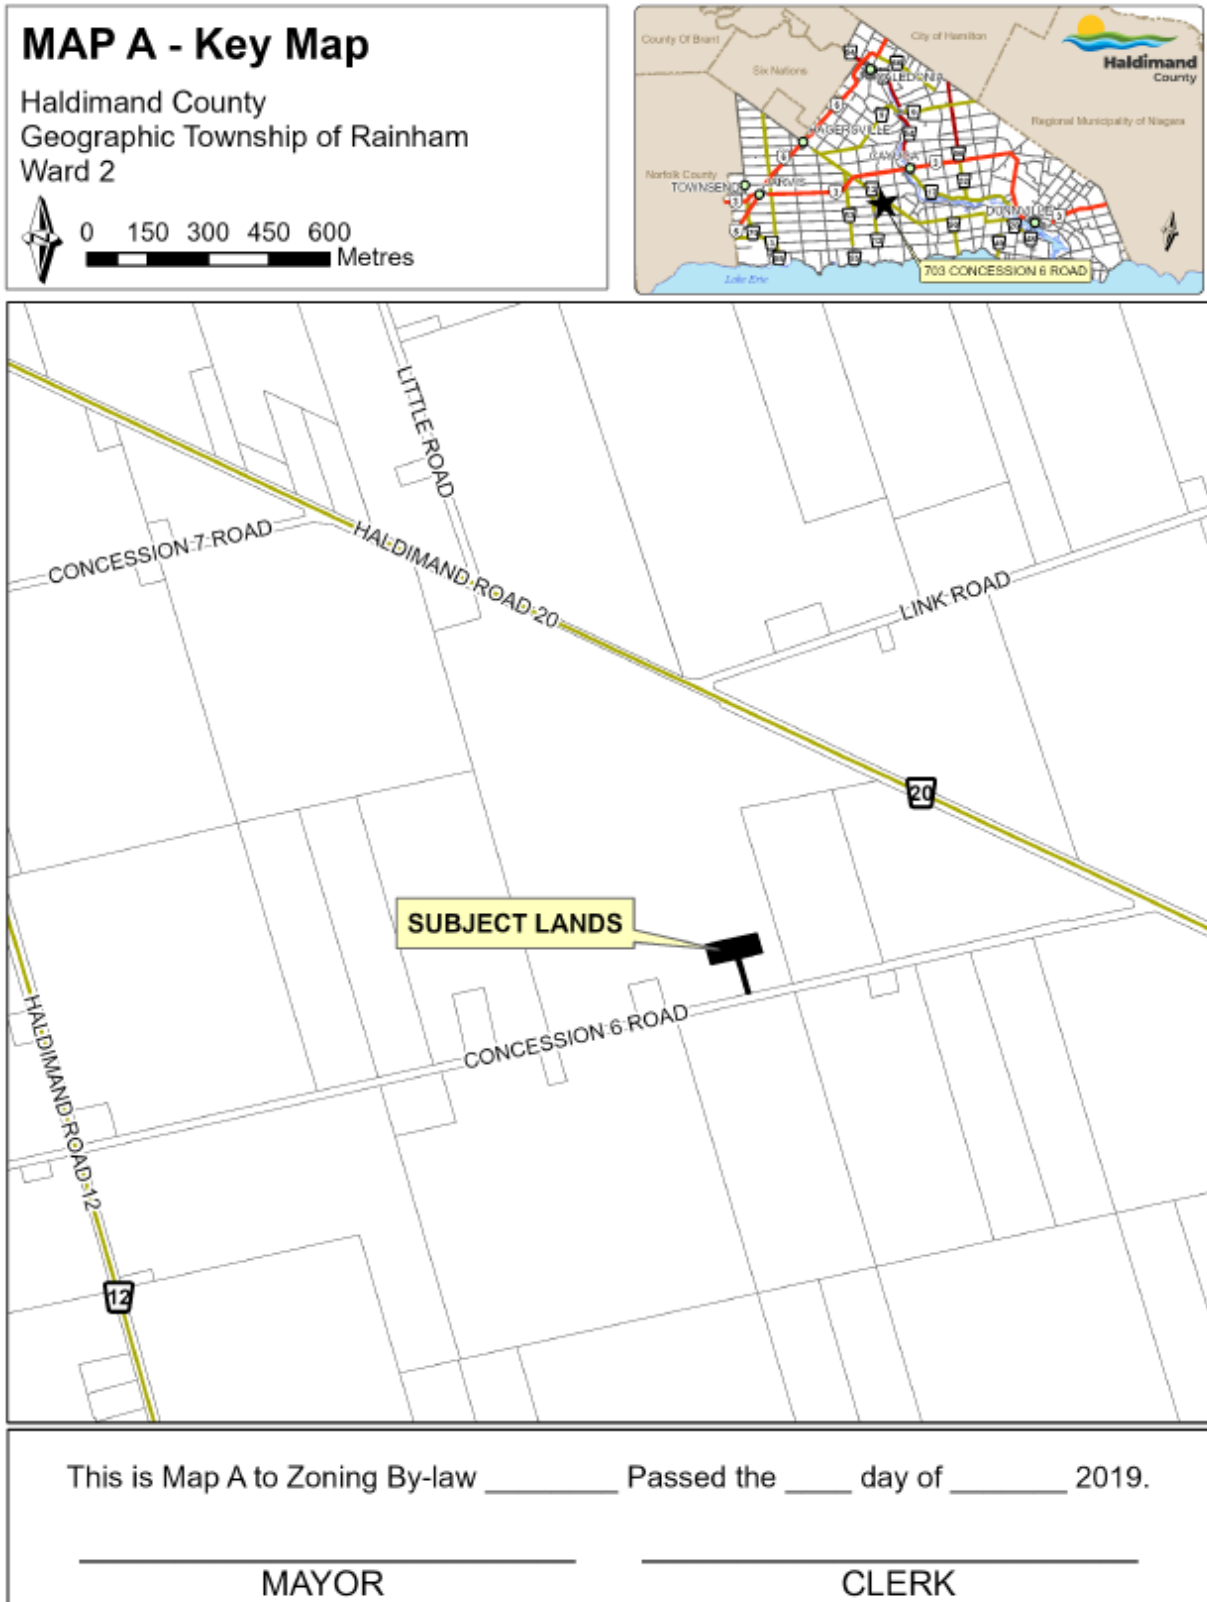 MAP A - Key Map
Haldimand County
Geographic Township of Rainham
Ward 2
0 150 300 450 600
Metres
County Of Brant
City of Hamilton
Haldimand
County
Six Nations
CALEDONIA
Regional Municipality of Niagara
HAGERSVILLE
CAYUGA
Norfolk County
TOWNSEND
JARVIS
DUNNVILLE
703 CONCESSION 6 ROAD
Lake Erie
LITTLE ROAD
CONCESSION 7 ROAD
HALDIMAND ROAD 20
LINK ROAD
20
SUBJECT LANDS
CONCESSION 6 ROAD
HALDIMAND ROAD 12
12
This is Map A to Zoning By-law ________ Passed the ____ day of _______ 2019.
MAYOR
CLERK